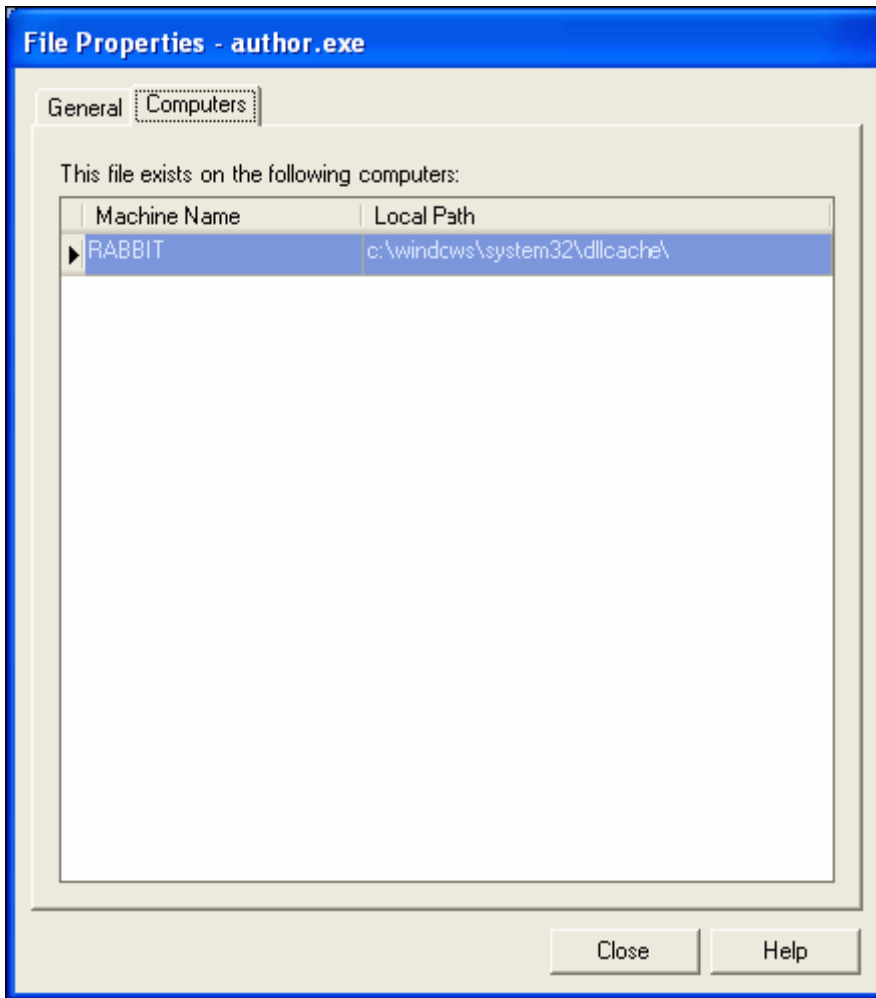 File Properties - author.exe
General Computers
This file exists on the following computers:
Machine Name Local Path
RABBIT c:\windows\system32\dllcache\
Close Help